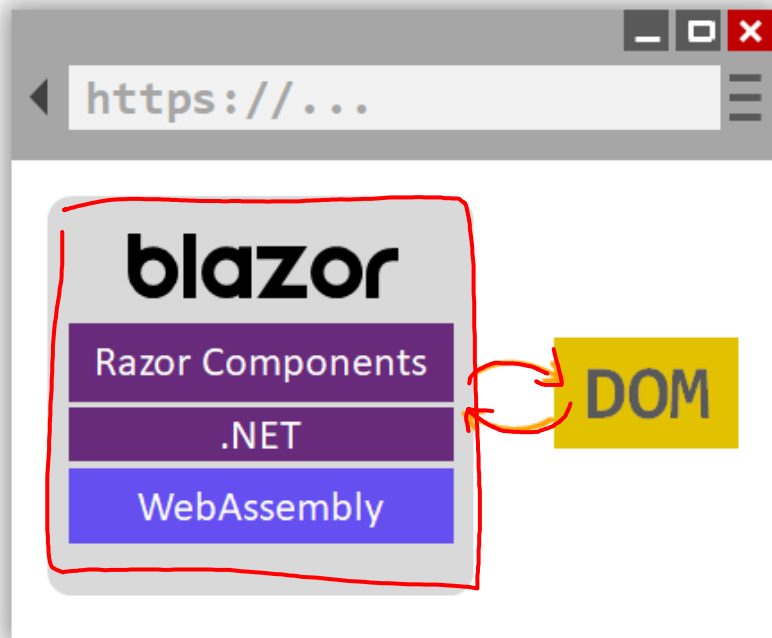 https://...
blazor
Razor Components
.NET
WebAssembly
DOM